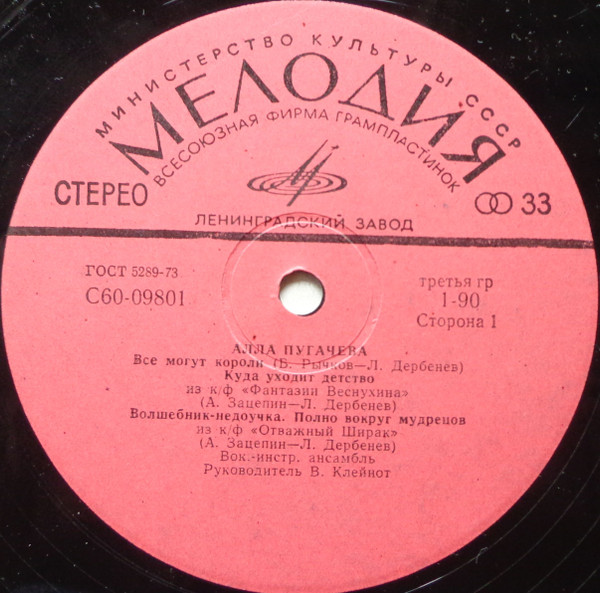 МИНИСТЕРСТВО КУЛЬТУРЫ СССР
МЕЛОДИЯ
ВСЕСОЮЗНАЯ ФИРМА ГРАМПЛАСТИНОК
СТЕРЕО
33
ЛЕНИНГРАДСКИЙ ЗАВОД
ГОСТ 5289-73
С60-09801
третья гр
1-90
Сторона 1
АЛЛА ПУГАЧЕВА
Все могут короли (Б. Рычков—Л. Дербенев)
Куда уходит детство
из к/ф «Фантазии Веснухина»
(А. Зацепин—Л. Дербенев)
Волшебник-недоучка. Полно вокруг мудрецов
из к/ф «Отважный Ширак»
(А. Зацепин—Л. Дербенев)
Вок.-инстр. ансамбль
Руководитель В. Клейнот